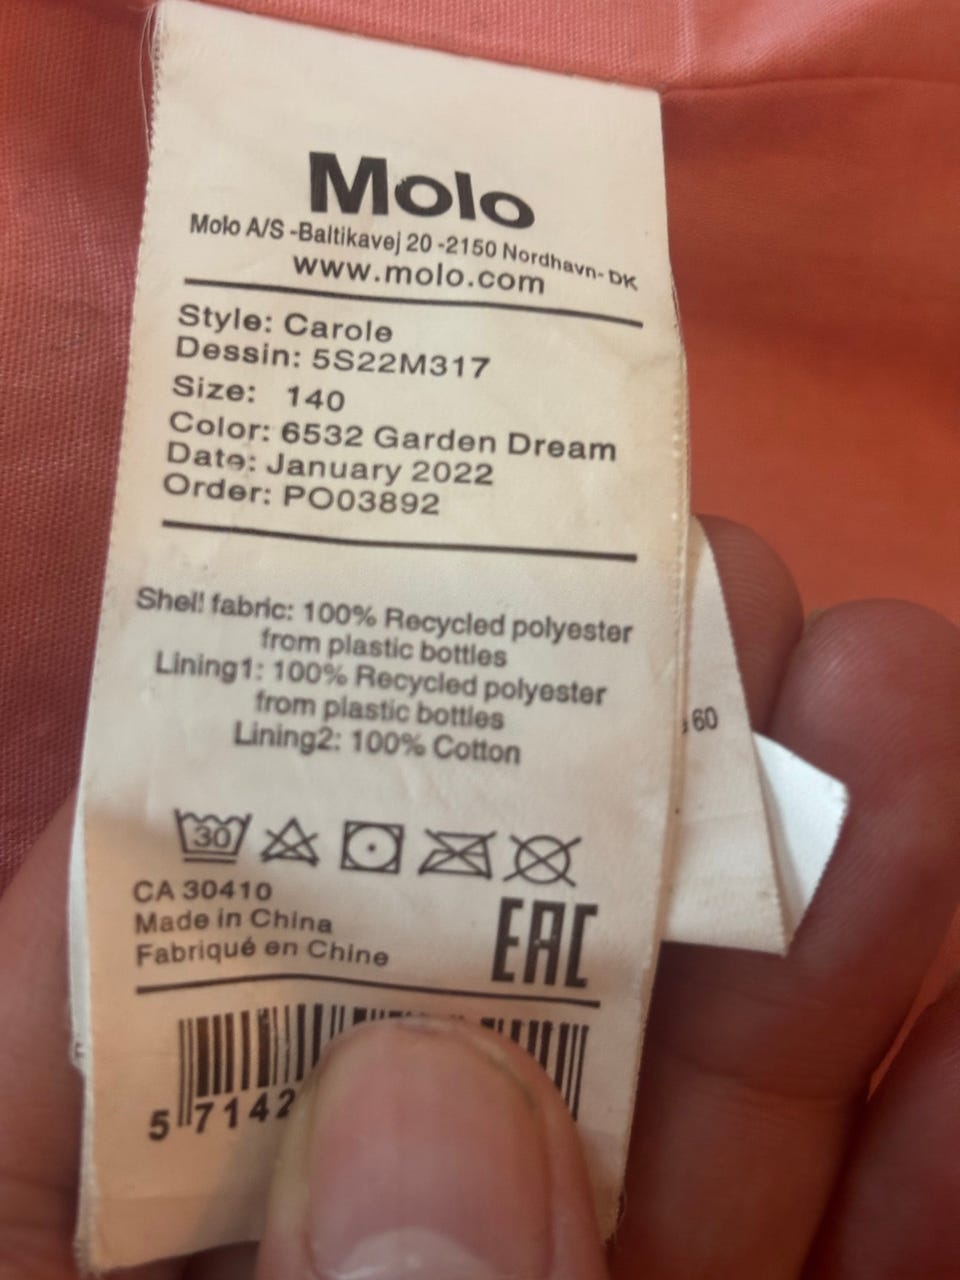 Molo
Molo A/S -Baltikavej 20 -2150 Nordhavn- DK
www.molo.com
Style: Carole
Dessin: 5S22M317
Size: 140
Color: 6532 Garden Dream
Date: January 2022
Order: PO03892
Shell fabric: 100% Recycled polyester
from plastic bottles
Lining1: 100% Recycled polyester
from plastic bottles
Lining2: 100% Cotton
60
30
CA 30410
Made in China
Fabriqué en Chine
EAC
5 7142